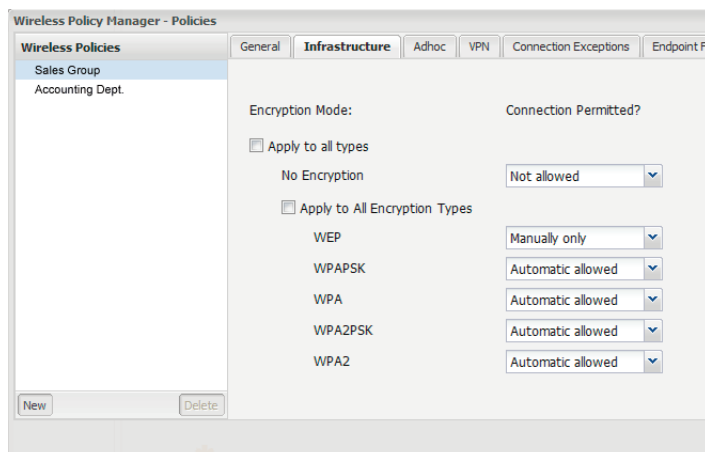 Wireless Policy Manager - Policies
Wireless Policies
General Infrastructure Adhoc VPN Connection Exceptions Endpoint
Sales Group
Accounting Dept.
Encryption Mode: Connection Permitted?
Apply to all types
No Encryption Not allowed
Apply to All Encryption Types
WEP Manually only
WPAPSK Automatic allowed
WPA Automatic allowed
WPA2PSK Automatic allowed
WPA2 Automatic allowed
New Delete